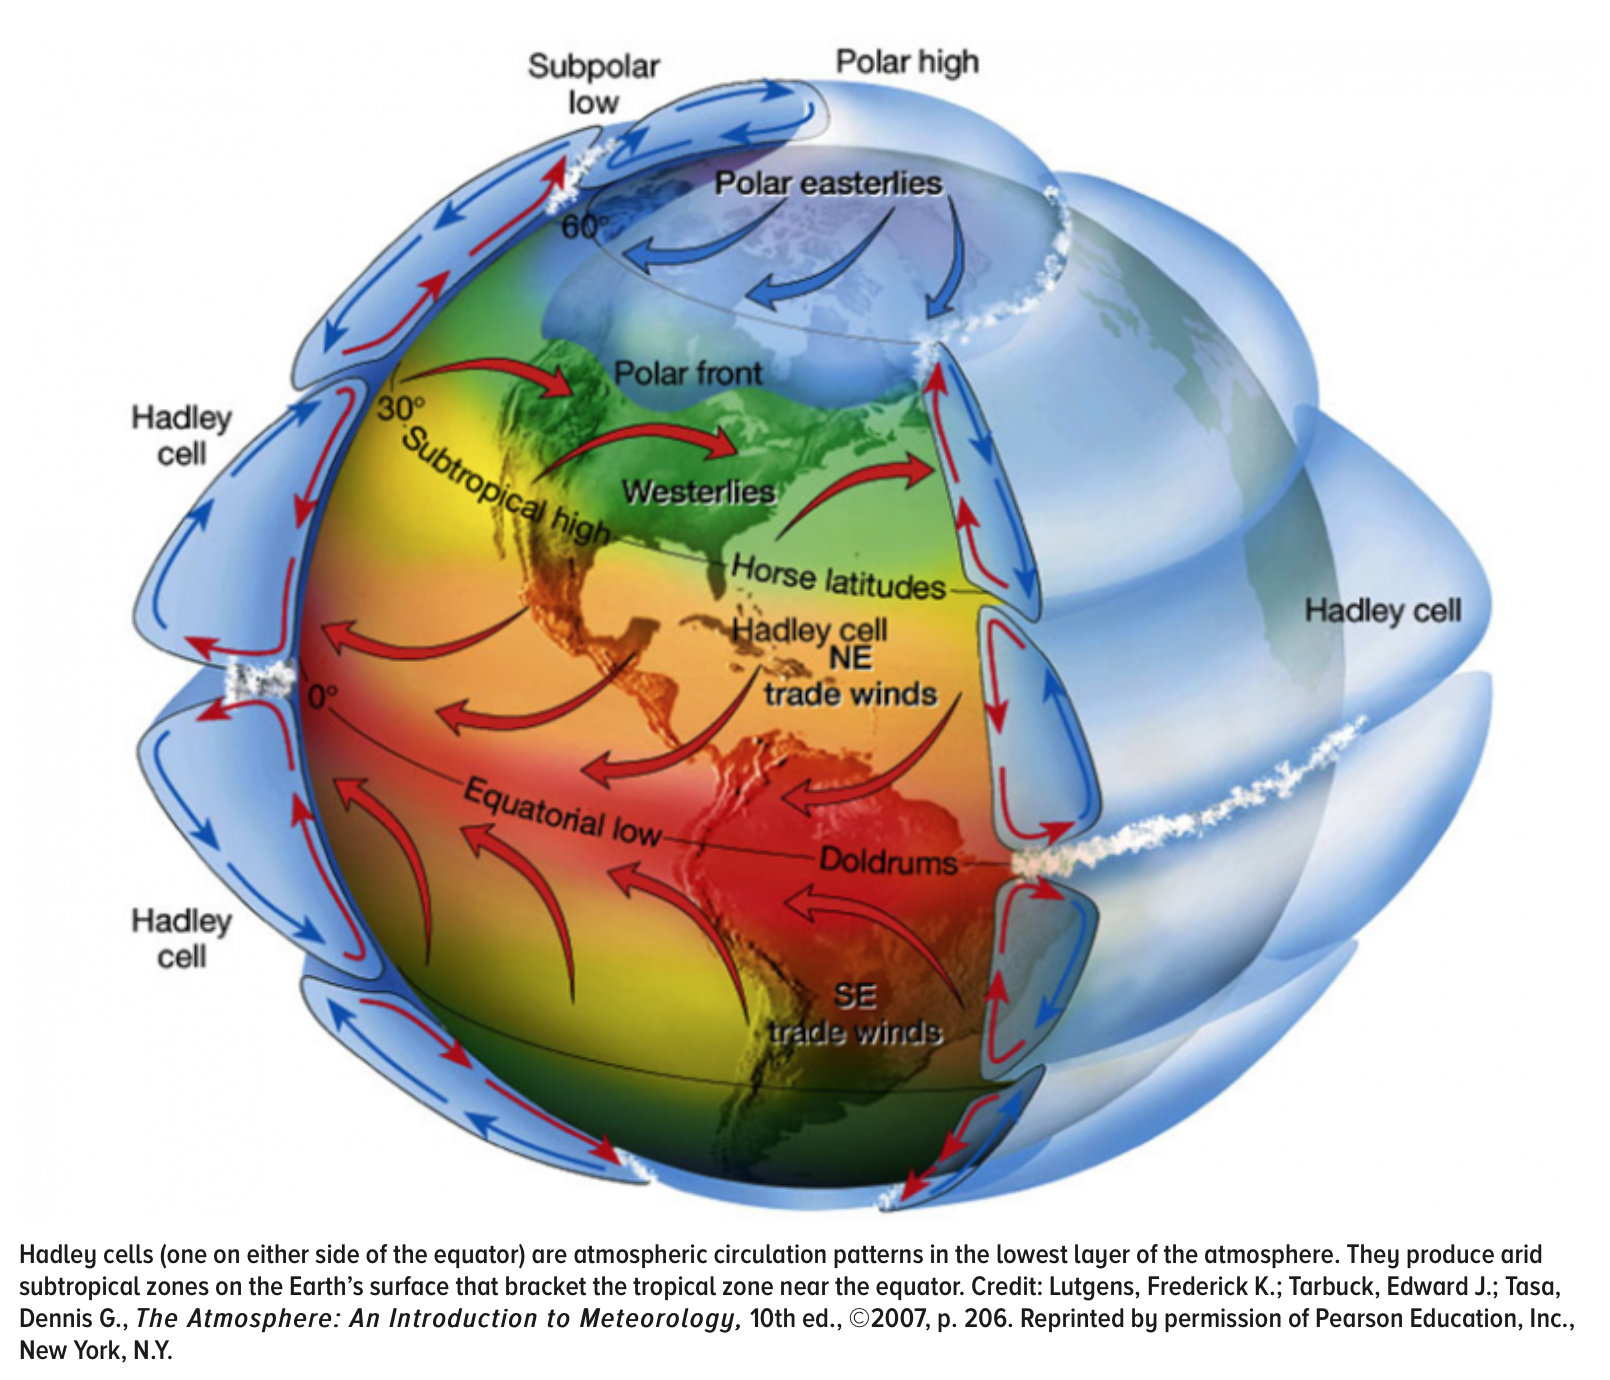 Subpolar
low
Polar high
Polar easterlies
60°
Polar front
30°
Hadley
cell
Subtropical high
Westerlies
Horse latitudes
Hadley cell
Hadley cell
NE
trade winds
0°
Equatorial low
Doldrums
Hadley
cell
SE
trade winds
Hadley cells (one on either side of the equator) are atmospheric circulation patterns in the lowest layer of the atmosphere. They produce arid
subtropical zones on the Earth’s surface that bracket the tropical zone near the equator. Credit: Lutgens, Frederick K.; Tarbuck, Edward J.; Tasa,
Dennis G., The Atmosphere: An Introduction to Meteorology, 10th ed., ©2007, p. 206. Reprinted by permission of Pearson Education, Inc.,
New York, N.Y.